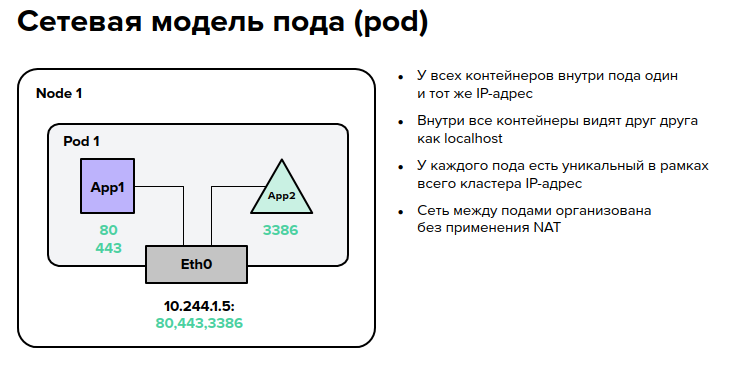 Сетевая модель пода (pod)
Node 1
Pod 1
App1
App2
80
443
3386
Eth0
10.244.1.5:
80,443,3386
• У всех контейнеров внутри пода один
и тот же IP-адрес
• Внутри все контейнеры видят друг друга
как localhost
• У каждого пода есть уникальный в рамках
всего кластера IP-адрес
• Сеть между подами организована
без применения NAT